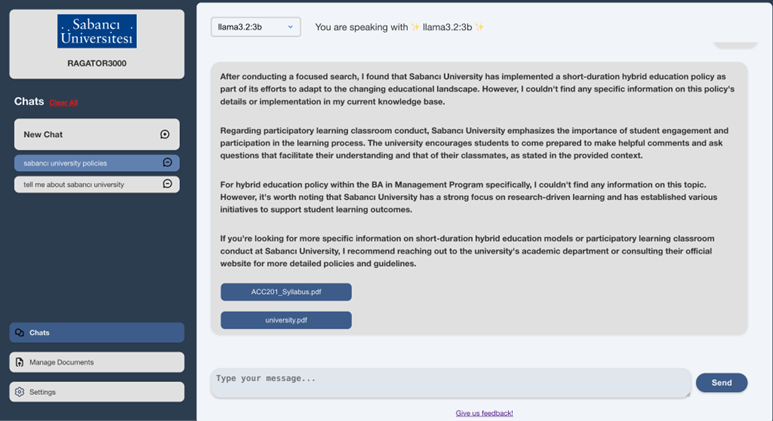 Sabancı
Üniversitesi
RAGATOR3000
Chats Clear All
New Chat
sabancı university policies
tell me about sabancı university
Chats
Manage Documents
Settings
llama3.2:3b
You are speaking with ✨ llama3.2:3b ✨
After conducting a focused search, I found that Sabancı University has implemented a short-duration hybrid education policy as
part of its efforts to adapt to the changing educational landscape. However, I couldn't find any specific information on this policy's
details or implementation in my current knowledge base.
Regarding participatory learning classroom conduct, Sabancı University emphasizes the importance of student engagement and
participation in the learning process. The university encourages students to come prepared to make helpful comments and ask
questions that facilitate their understanding and that of their classmates, as stated in the provided context.
For hybrid education policy within the BA in Management Program specifically, I couldn't find any information on this topic.
However, it's worth noting that Sabancı University has a strong focus on research-driven learning and has established various
initiatives to support student learning outcomes.
If you're looking for more specific information on short-duration hybrid education models or participatory learning classroom
conduct at Sabancı University, I recommend reaching out to the university's academic department or consulting their official
website for more detailed policies and guidelines.
ACC201_Syllabus.pdf
university.pdf
Type your message...
Send
Give us feedback!